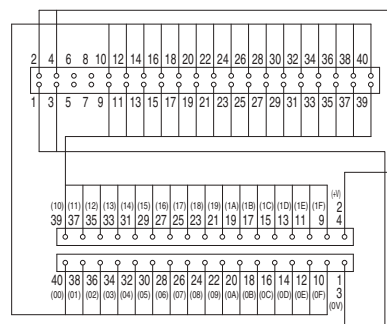 2 4 6 8 10 12 14 16 18 20 22 24 26 28 30 32 34 36 38 40
1 3 5 7 9 11 13 15 17 19 21 23 25 27 29 31 33 35 37 39
(10) (11) (12) (13) (14) (15) (16) (17) (18) (19) (1A) (1B) (1C) (1D) (1E) (1F) (+V)
39 37 35 33 31 29 27 25 23 21 19 17 15 13 11 9 2
4
40 38 36 34 32 30 28 26 24 22 20 18 16 14 12 10 1
(00) (01) (02) (03) (04) (05) (06) (07) (08) (09) (0A) (0B) (0C) (0D) (0E) (0F) 3
(0V)